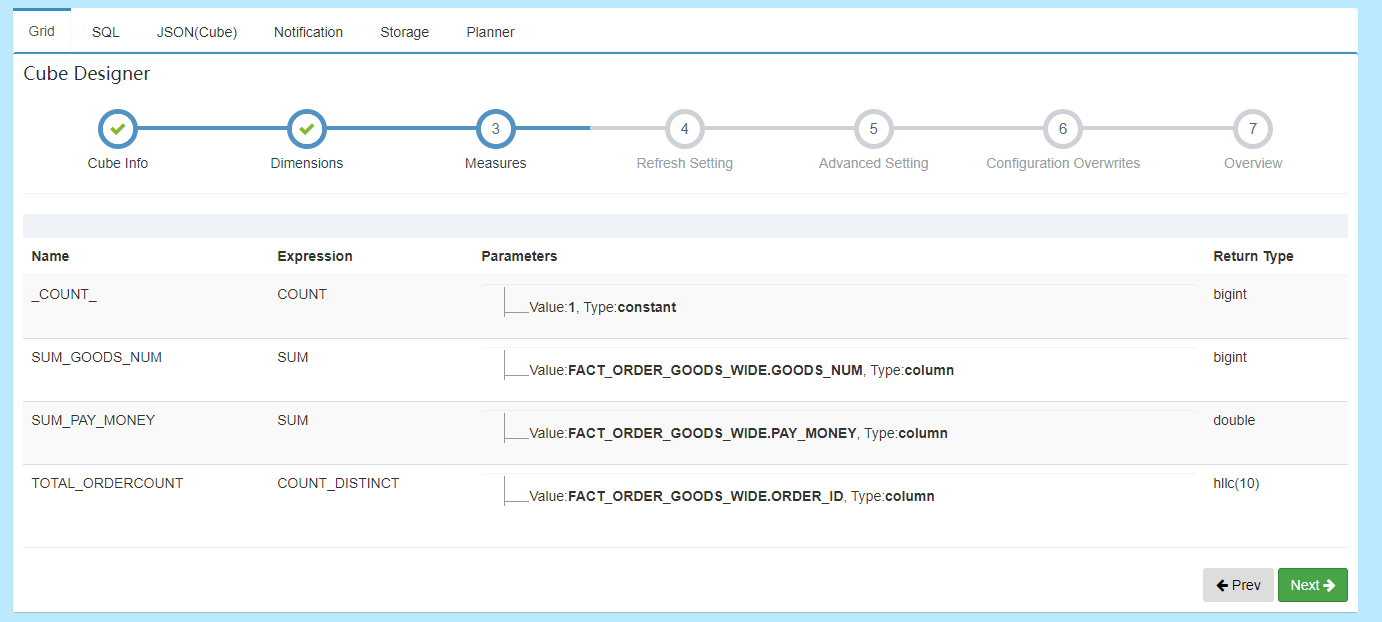 Grid SQL JSON(Cube) Notification Storage Planner
Cube Designer
3 4 5 6 7
Cube Info Dimensions Measures Refresh Setting Advanced Setting Configuration Overwrites Overview
Name Expression Parameters Return Type
_COUNT_ COUNT Value:1, Type:constant bigint
SUM_GOODS_NUM SUM Value:FACT_ORDER_GOODS_WIDE.GOODS_NUM, Type:column bigint
SUM_PAY_MONEY SUM Value:FACT_ORDER_GOODS_WIDE.PAY_MONEY, Type:column double
TOTAL_ORDERCOUNT COUNT_DISTINCT Value:FACT_ORDER_GOODS_WIDE.ORDER_ID, Type:column hllc(10)
Prev Next